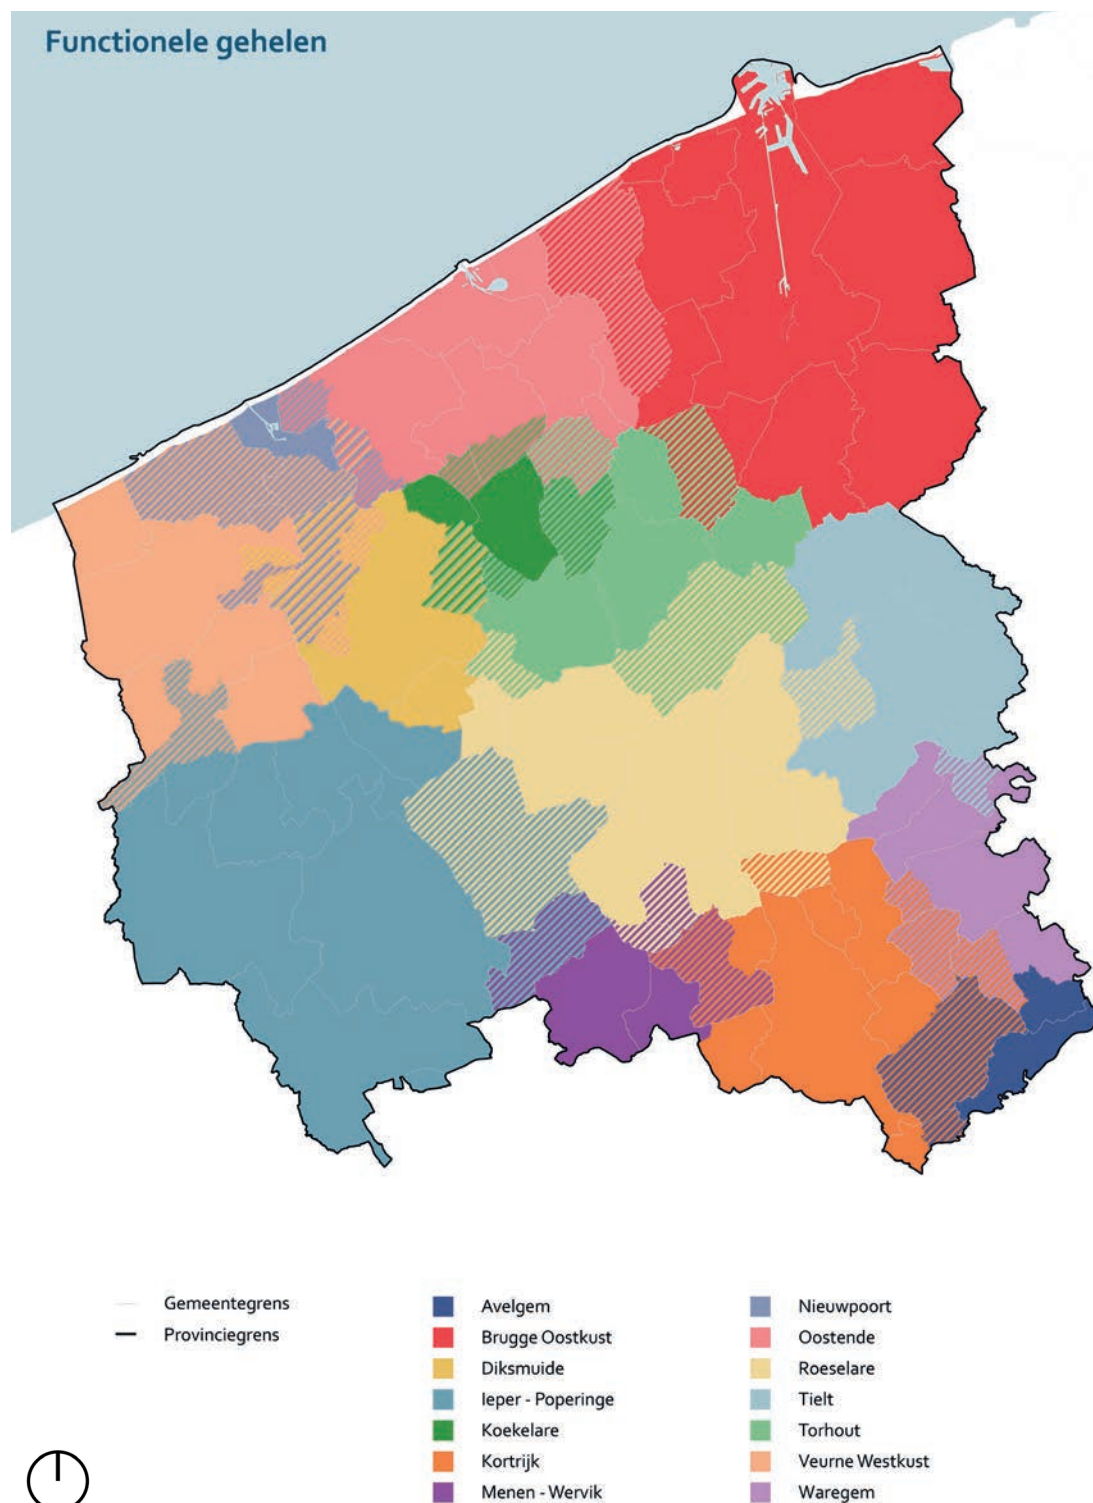 Functionele gehelen
Gemeentegrens
Provinciegrens
Avelgem
Brugge Oostkust
Diksmuide
Ieper - Poperinge
Koekelare
Kortrijk
Menen - Wervik
Nieuwpoort
Oostende
Roeselare
Tielt
Torhout
Veurne Westkust
Waregem